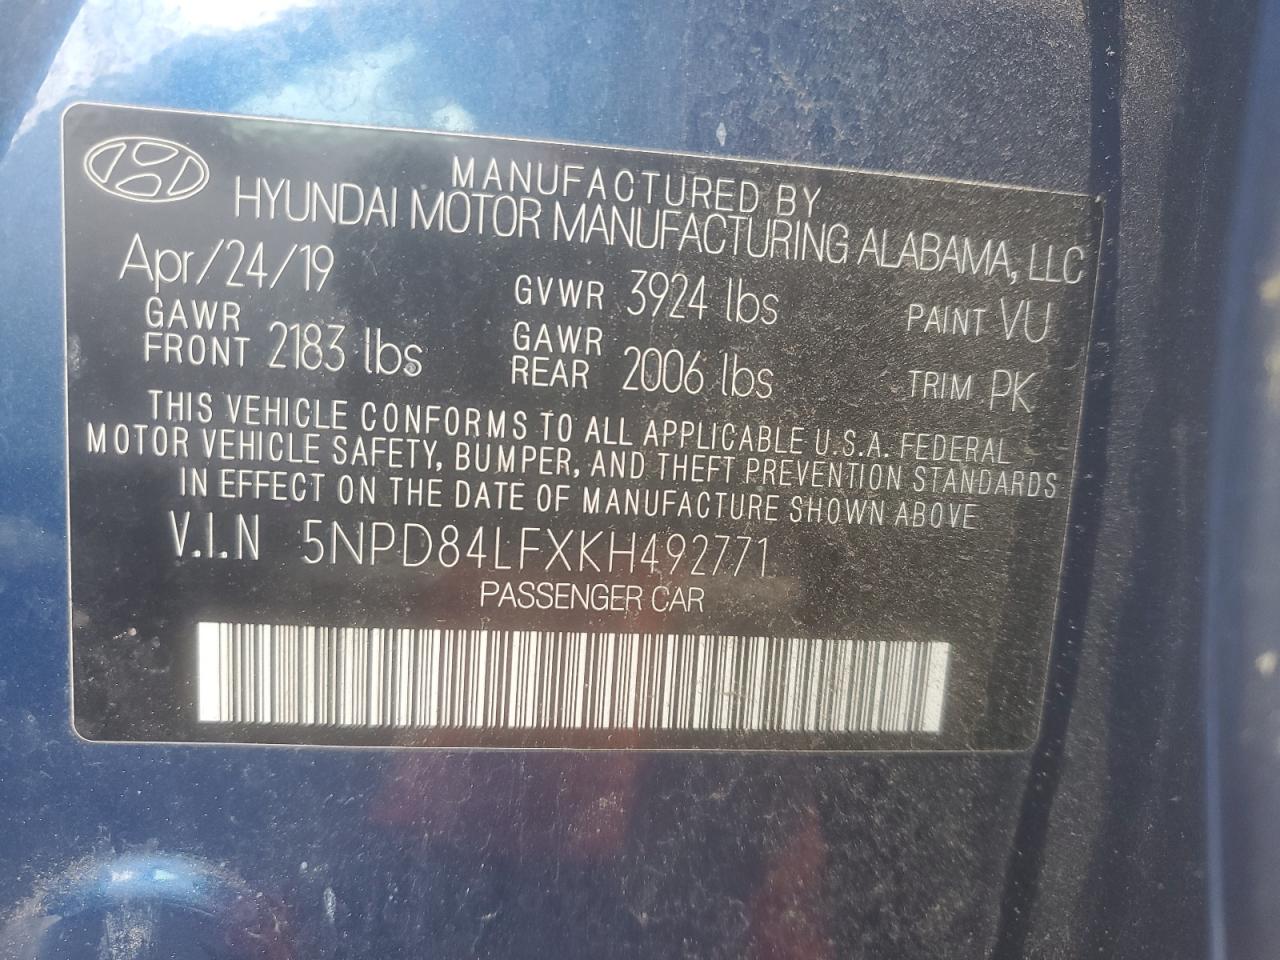 MANUFACTURED BY
HYUNDAI MOTOR MANUFACTURING ALABAMA, LLC
Apr/24/19 GVWR 3924 lbs PAINT VU
GAWR FRONT 2183 lbs GAWR REAR 2006 lbs TRIM PK
THIS VEHICLE CONFORMS TO ALL APPLICABLE U.S.A. FEDERAL
MOTOR VEHICLE SAFETY, BUMPER, AND THEFT PREVENTION STANDARDS
IN EFFECT ON THE DATE OF MANUFACTURE SHOWN ABOVE
V.I.N 5NPD84LFXKH492771
PASSENGER CAR